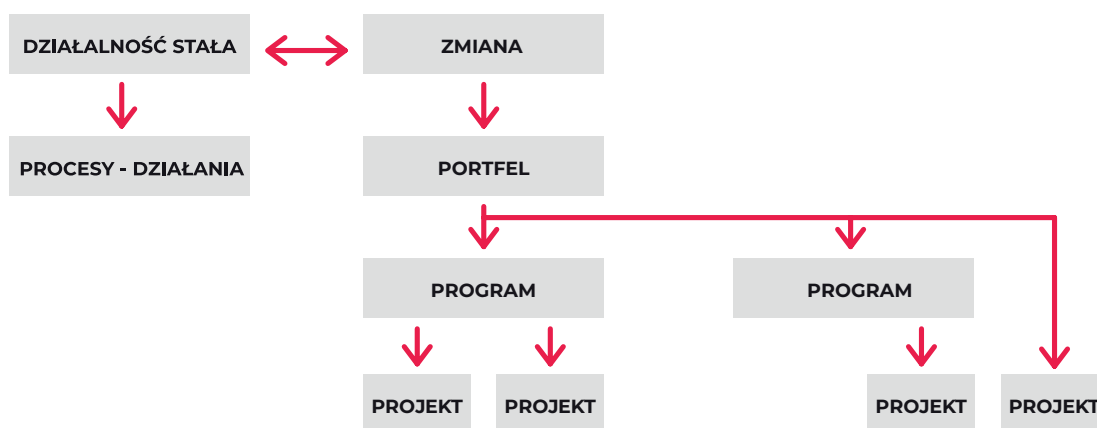 DZIAŁALNOŚĆ STAŁA
ZMIANA
PROCESY - DZIAŁANIA
PORTFEL
PROGRAM
PROGRAM
PROJEKT
PROJEKT
PROJEKT
PROJEKT